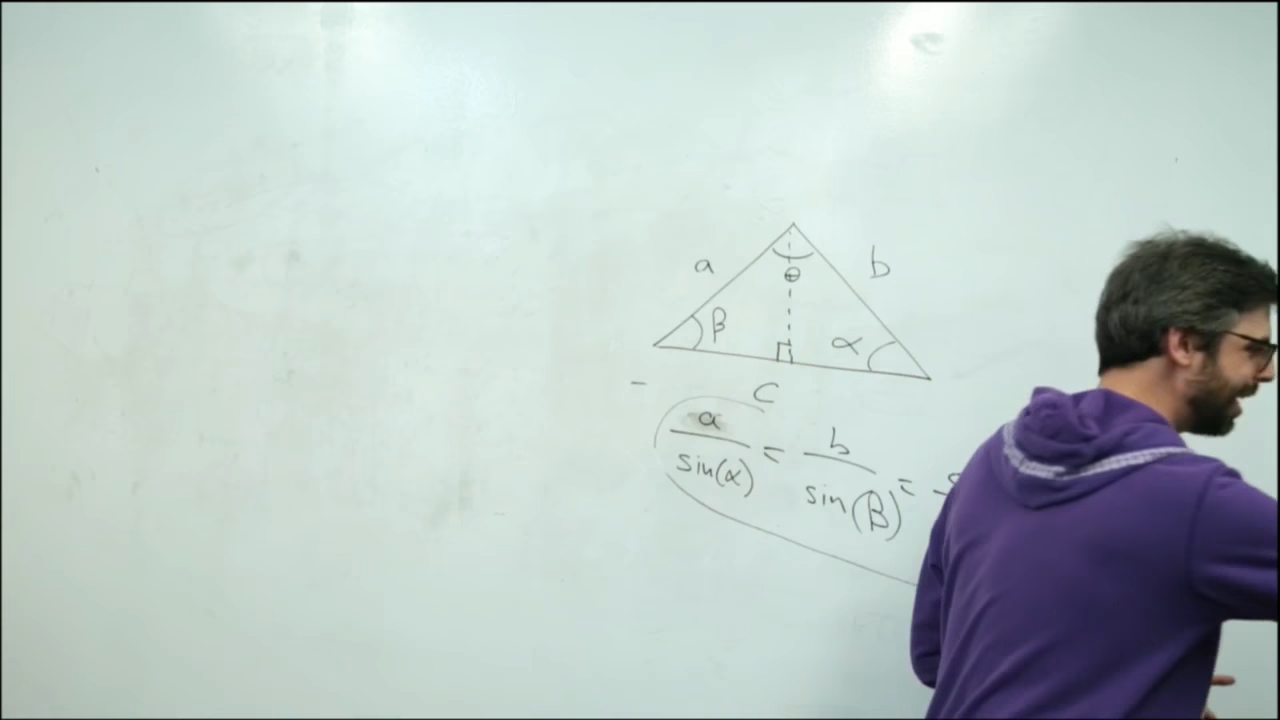 a b
θ
β α
c
a/sin(α) = b/sin(β) =